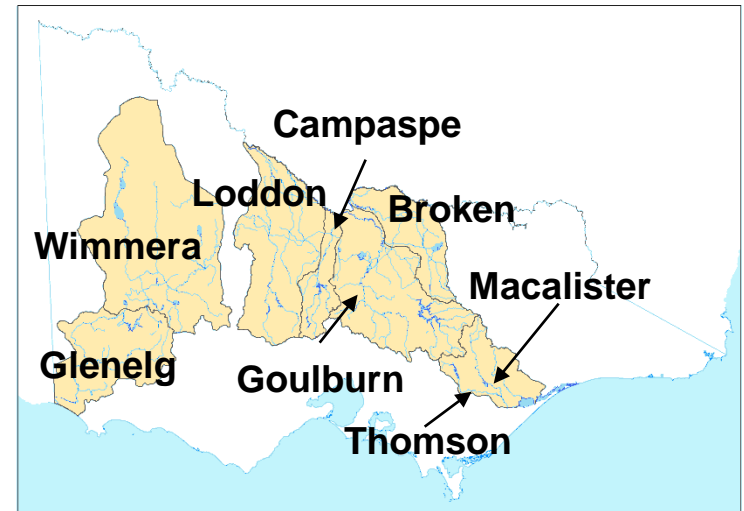 Campaspe
Loddon
Broken
Wimmera
Macalister
Glenelg
Goulburn
Thomson